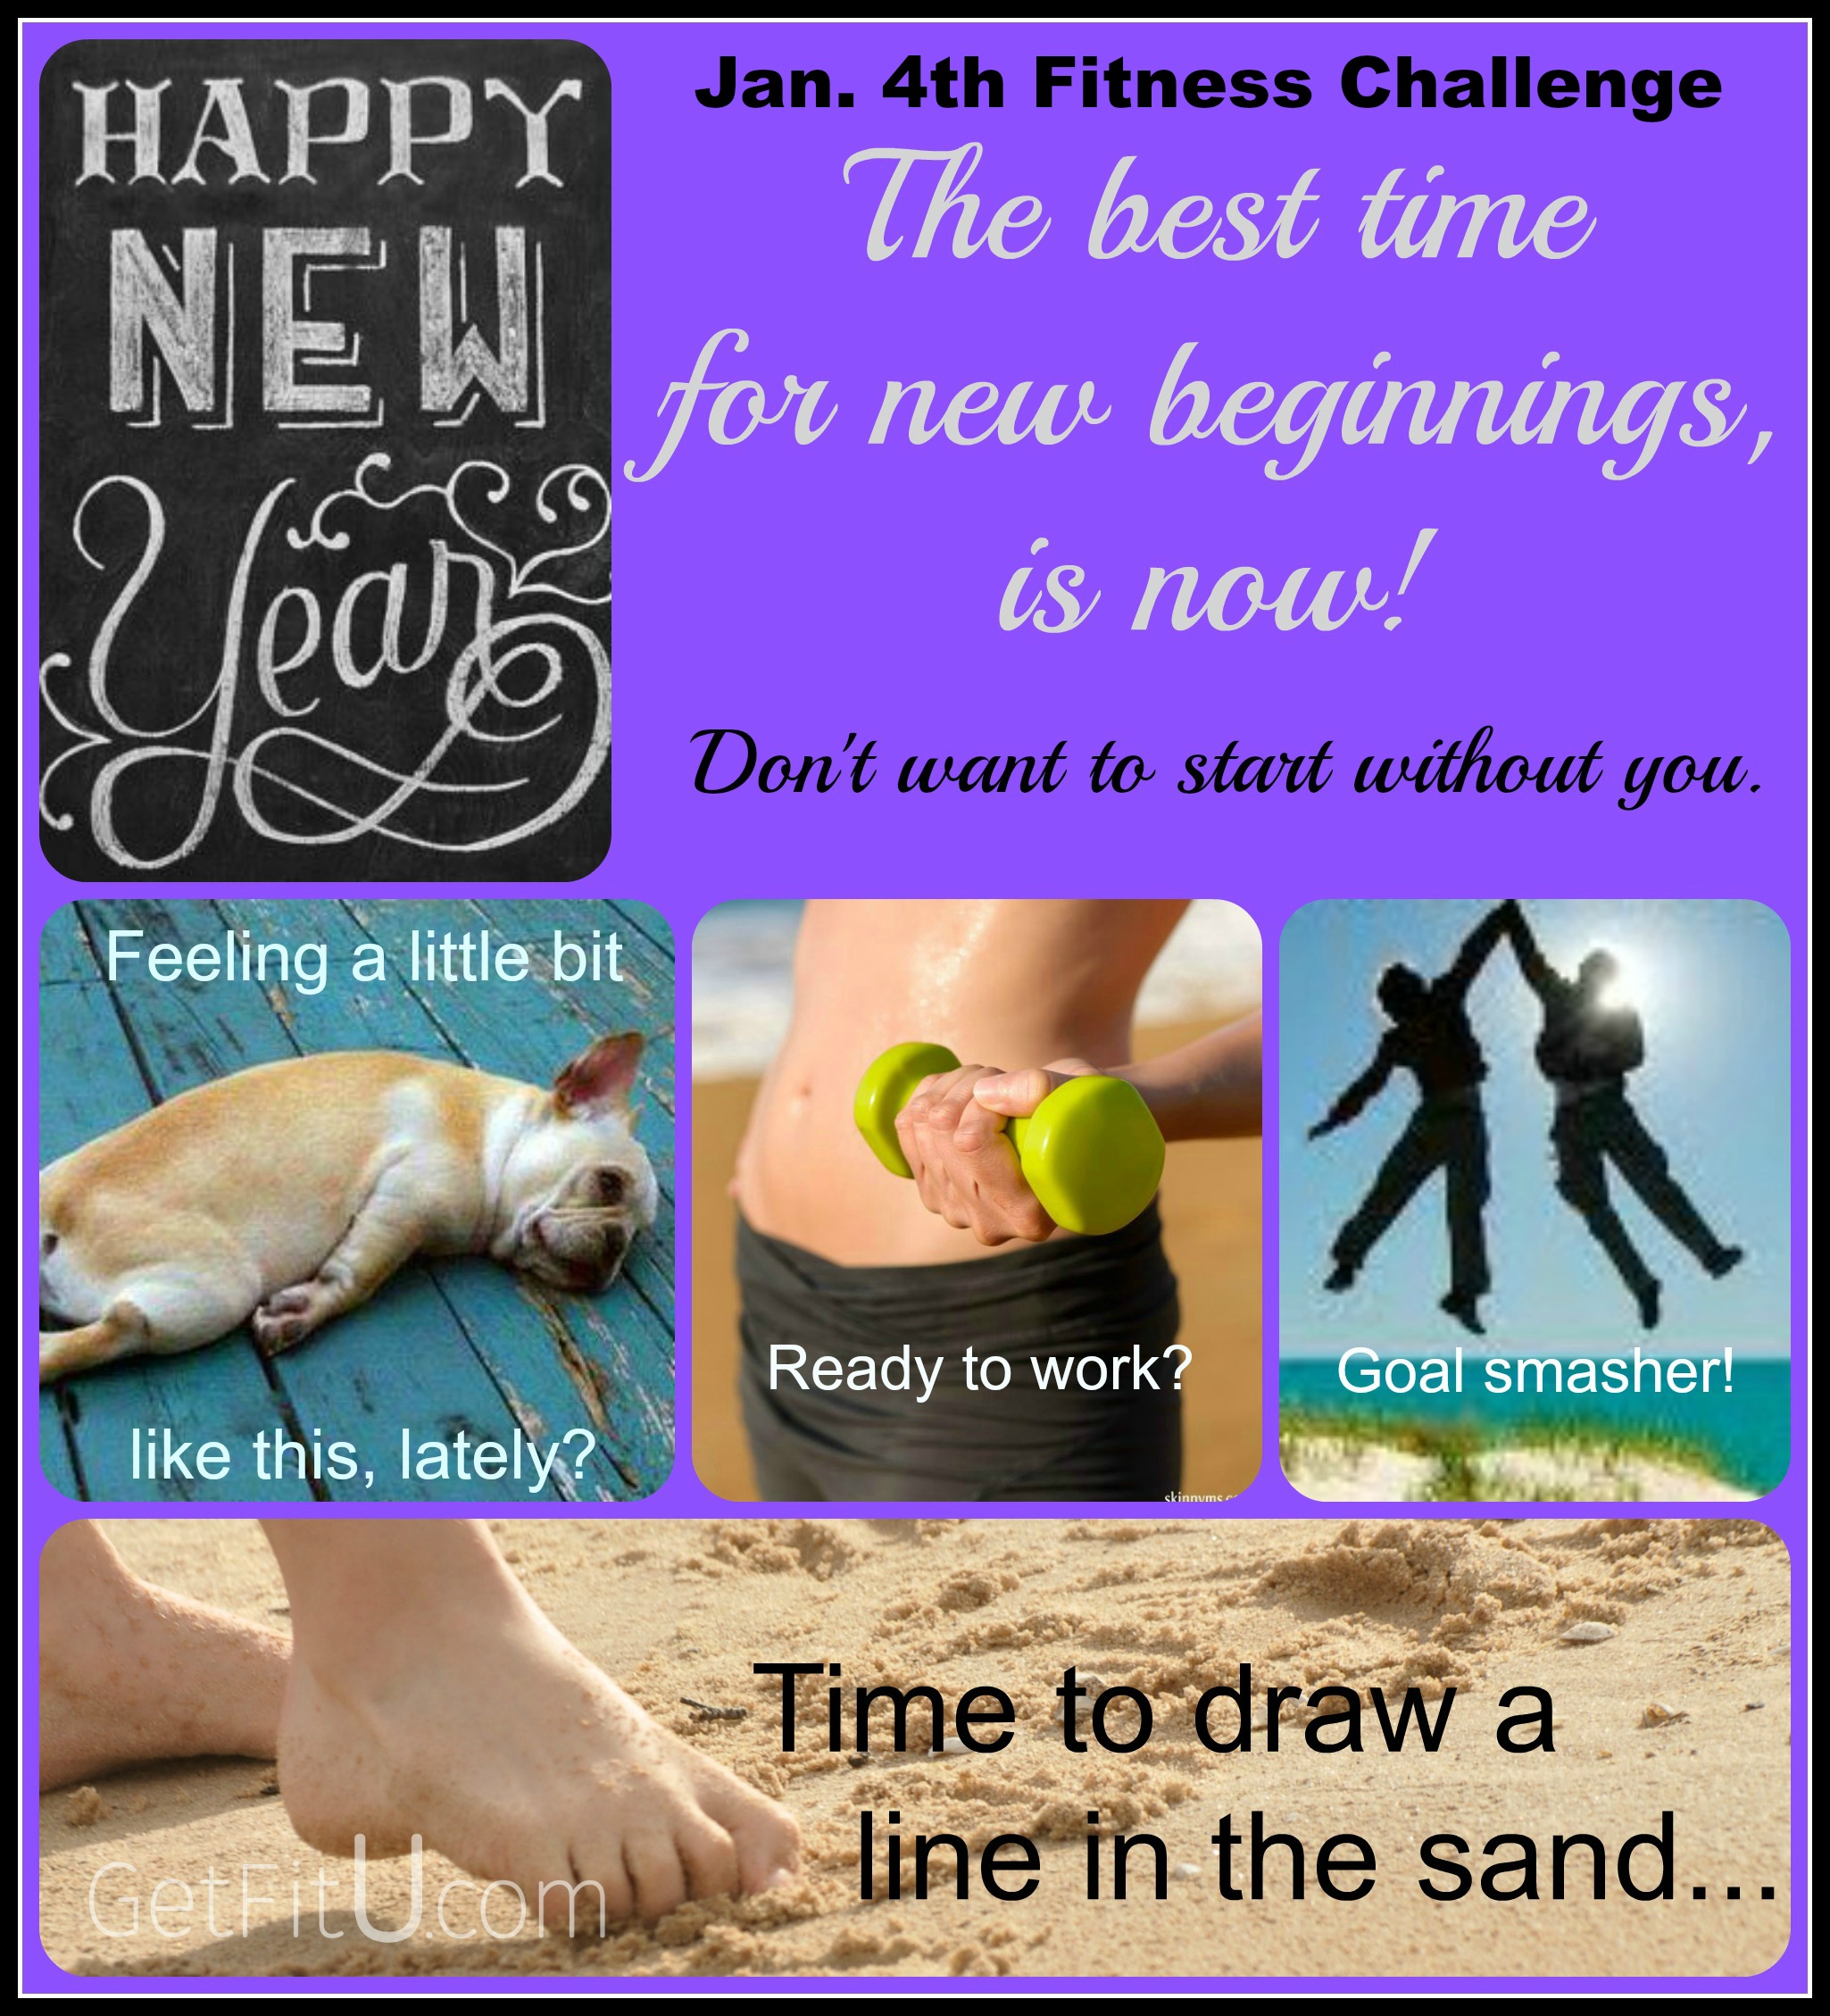 HAPPY
NEW
Year
Jan. 4th Fitness Challenge
The best time
for new beginnings,
is now!
Don't want to start without you.
Feeling a little bit
like this, lately?
Ready to work?
Goal smasher!
Time to draw a
line in the sand...
GetFitU.com